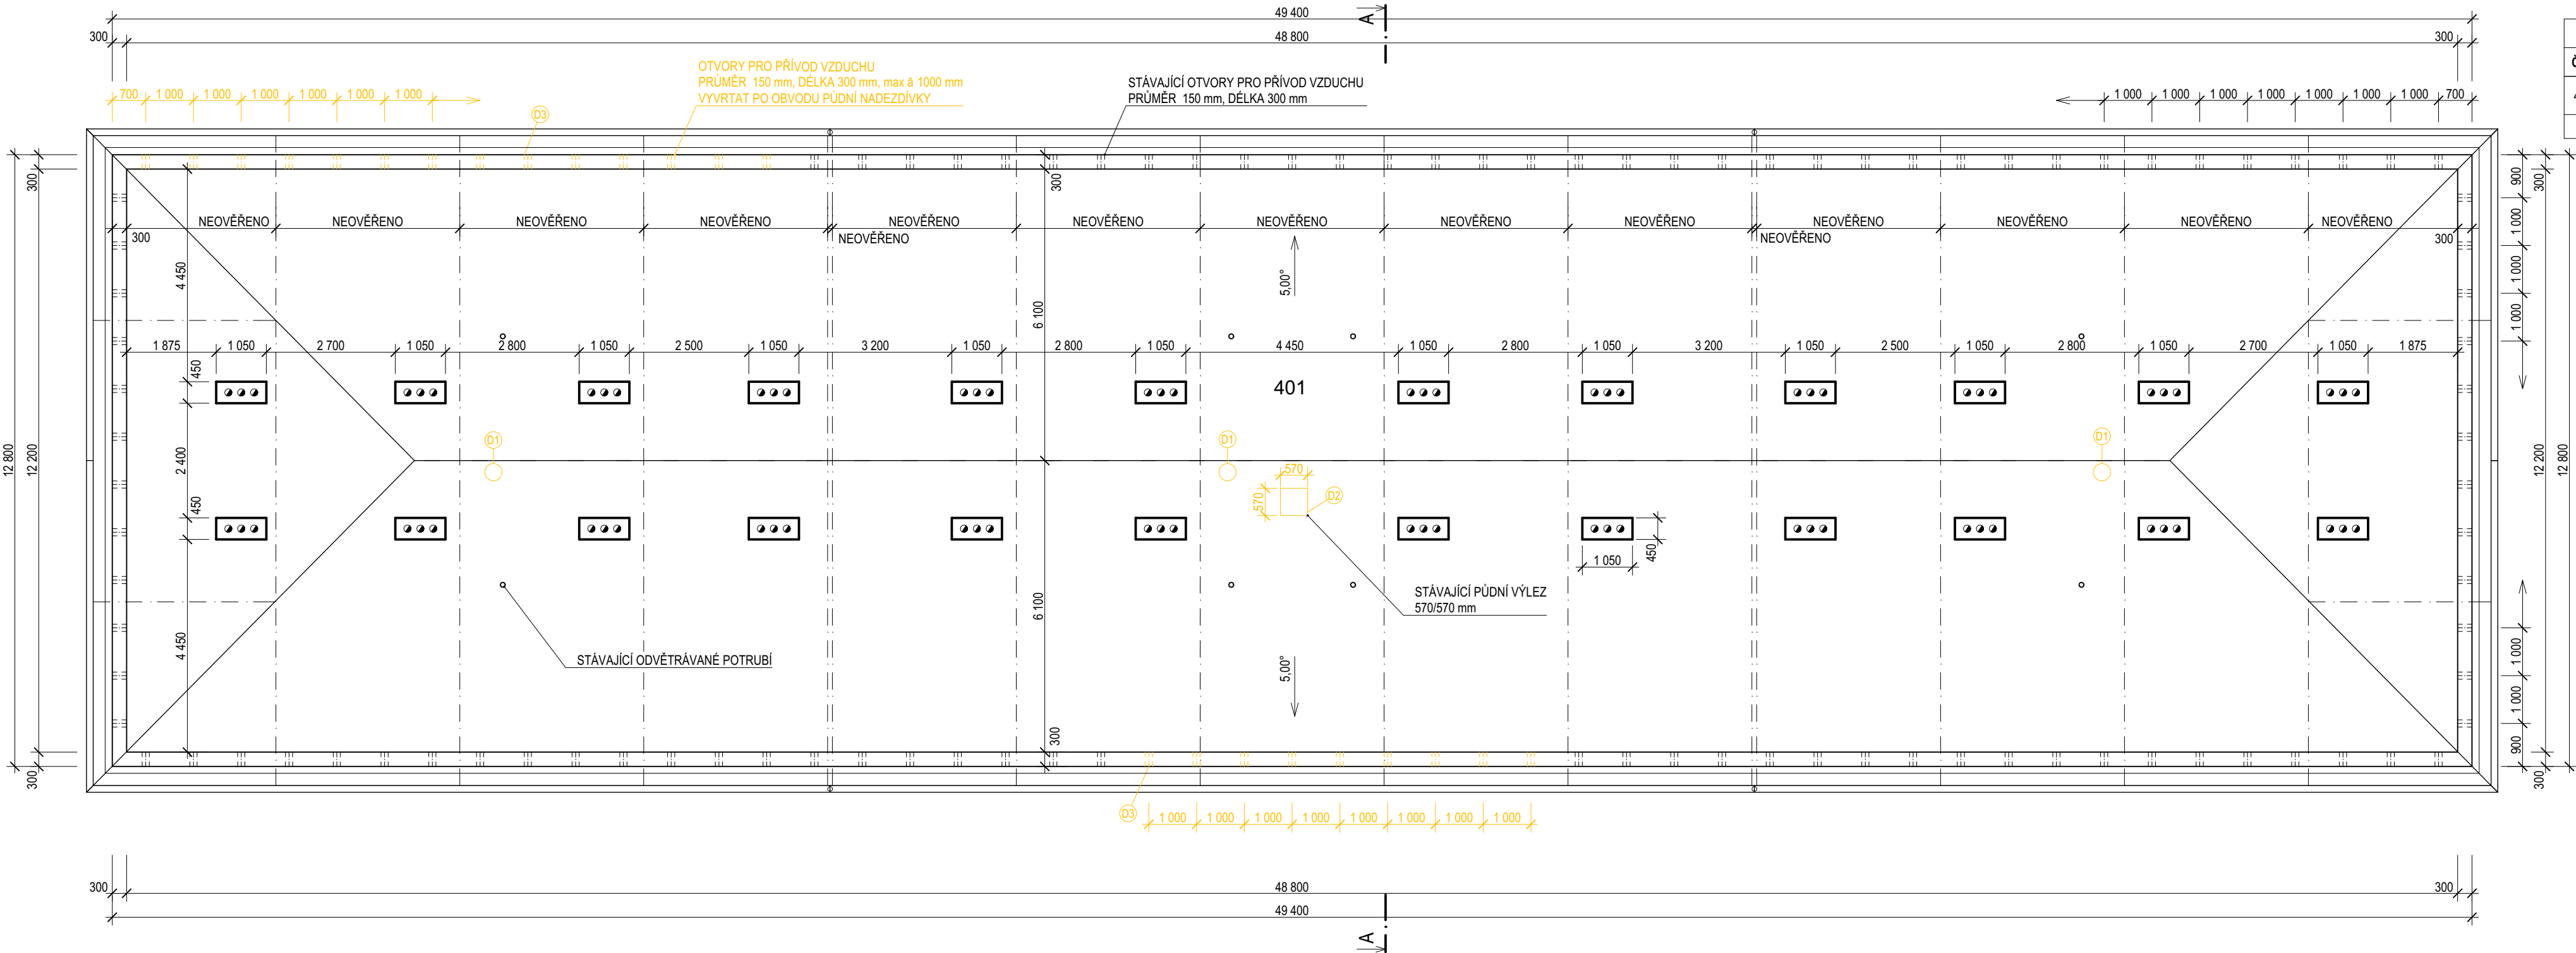 49 400
A
300
48 800
300
OTVORY PRO PŘÍVOD VZDUCHU
PRŮMĚR 150 mm, DÉLKA 300 mm, max ā 1000 mm
VYVRTAT PO OBVODU PŮDNÍ NADEZDÍVKY
STÁVAJÍCÍ OTVORY PRO PŘÍVOD VZDUCHU
PRŮMĚR 150 mm, DÉLKA 300 mm
700 1 000 1 000 1 000 1 000 1 000 1 000
1 000 1 000 1 000 1 000 1 000 1 000 1 000 700
D3
300
300
900
300
NEOVĚŘENO NEOVĚŘENO NEOVĚŘENO NEOVĚŘENO NEOVĚŘENO NEOVĚŘENO NEOVĚŘENO NEOVĚŘENO NEOVĚŘENO NEOVĚŘENO NEOVĚŘENO NEOVĚŘENO NEOVĚŘENO
300
NEOVĚŘENO
NEOVĚŘENO
300
1 000
1 000
1 000
4 450
5,00°
6 100
1 875 1 050 2 700 1 050 2 800 1 050 2 500 1 050 3 200 1 050 2 800 1 050 4 450 1 050 2 800 1 050 3 200 1 050 2 500 1 050 2 800 1 050 2 700 1 050 1 875
450
401
D1
D1
D1
12 800
12 200
2 400
12 200
12 800
570
570
D2
450
450
1 050
STÁVAJÍCÍ PŮDNÍ VÝLEZ
570/570 mm
6 100
4 450
STÁVAJÍCÍ ODVĚTRÁVANÉ POTRUBÍ
5,00°
1 000
1 000
900
300
300
300
D3
1 000 1 000 1 000 1 000 1 000 1 000 1 000 1 000
300
48 800
300
49 400
A